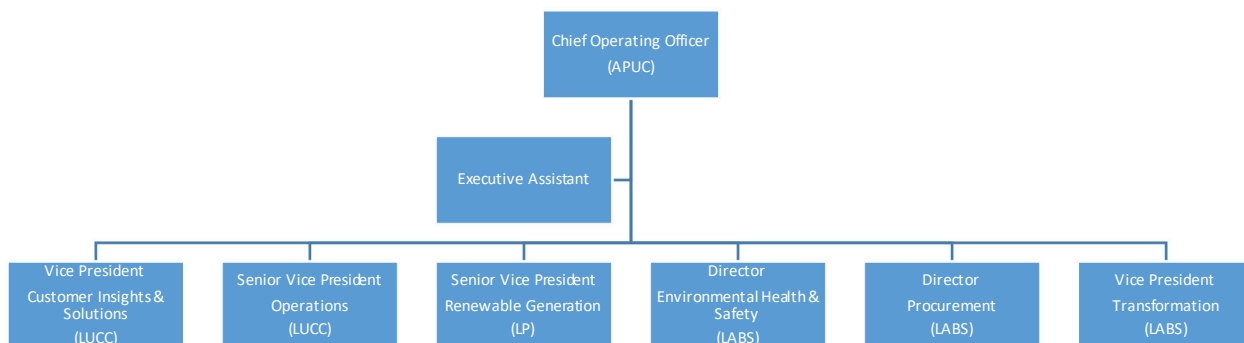 Chief Operating Officer
(APUC)
Executive Assistant
Vice President
Customer Insights &
Solutions
(LUCC)
Senior Vice President
Operations
(LUCC)
Senior Vice President
Renewable Generation
(LP)
Director
Environmental Health &
Safety
(LABS)
Director
Procurement
(LABS)
Vice President
Transformation
(LABS)